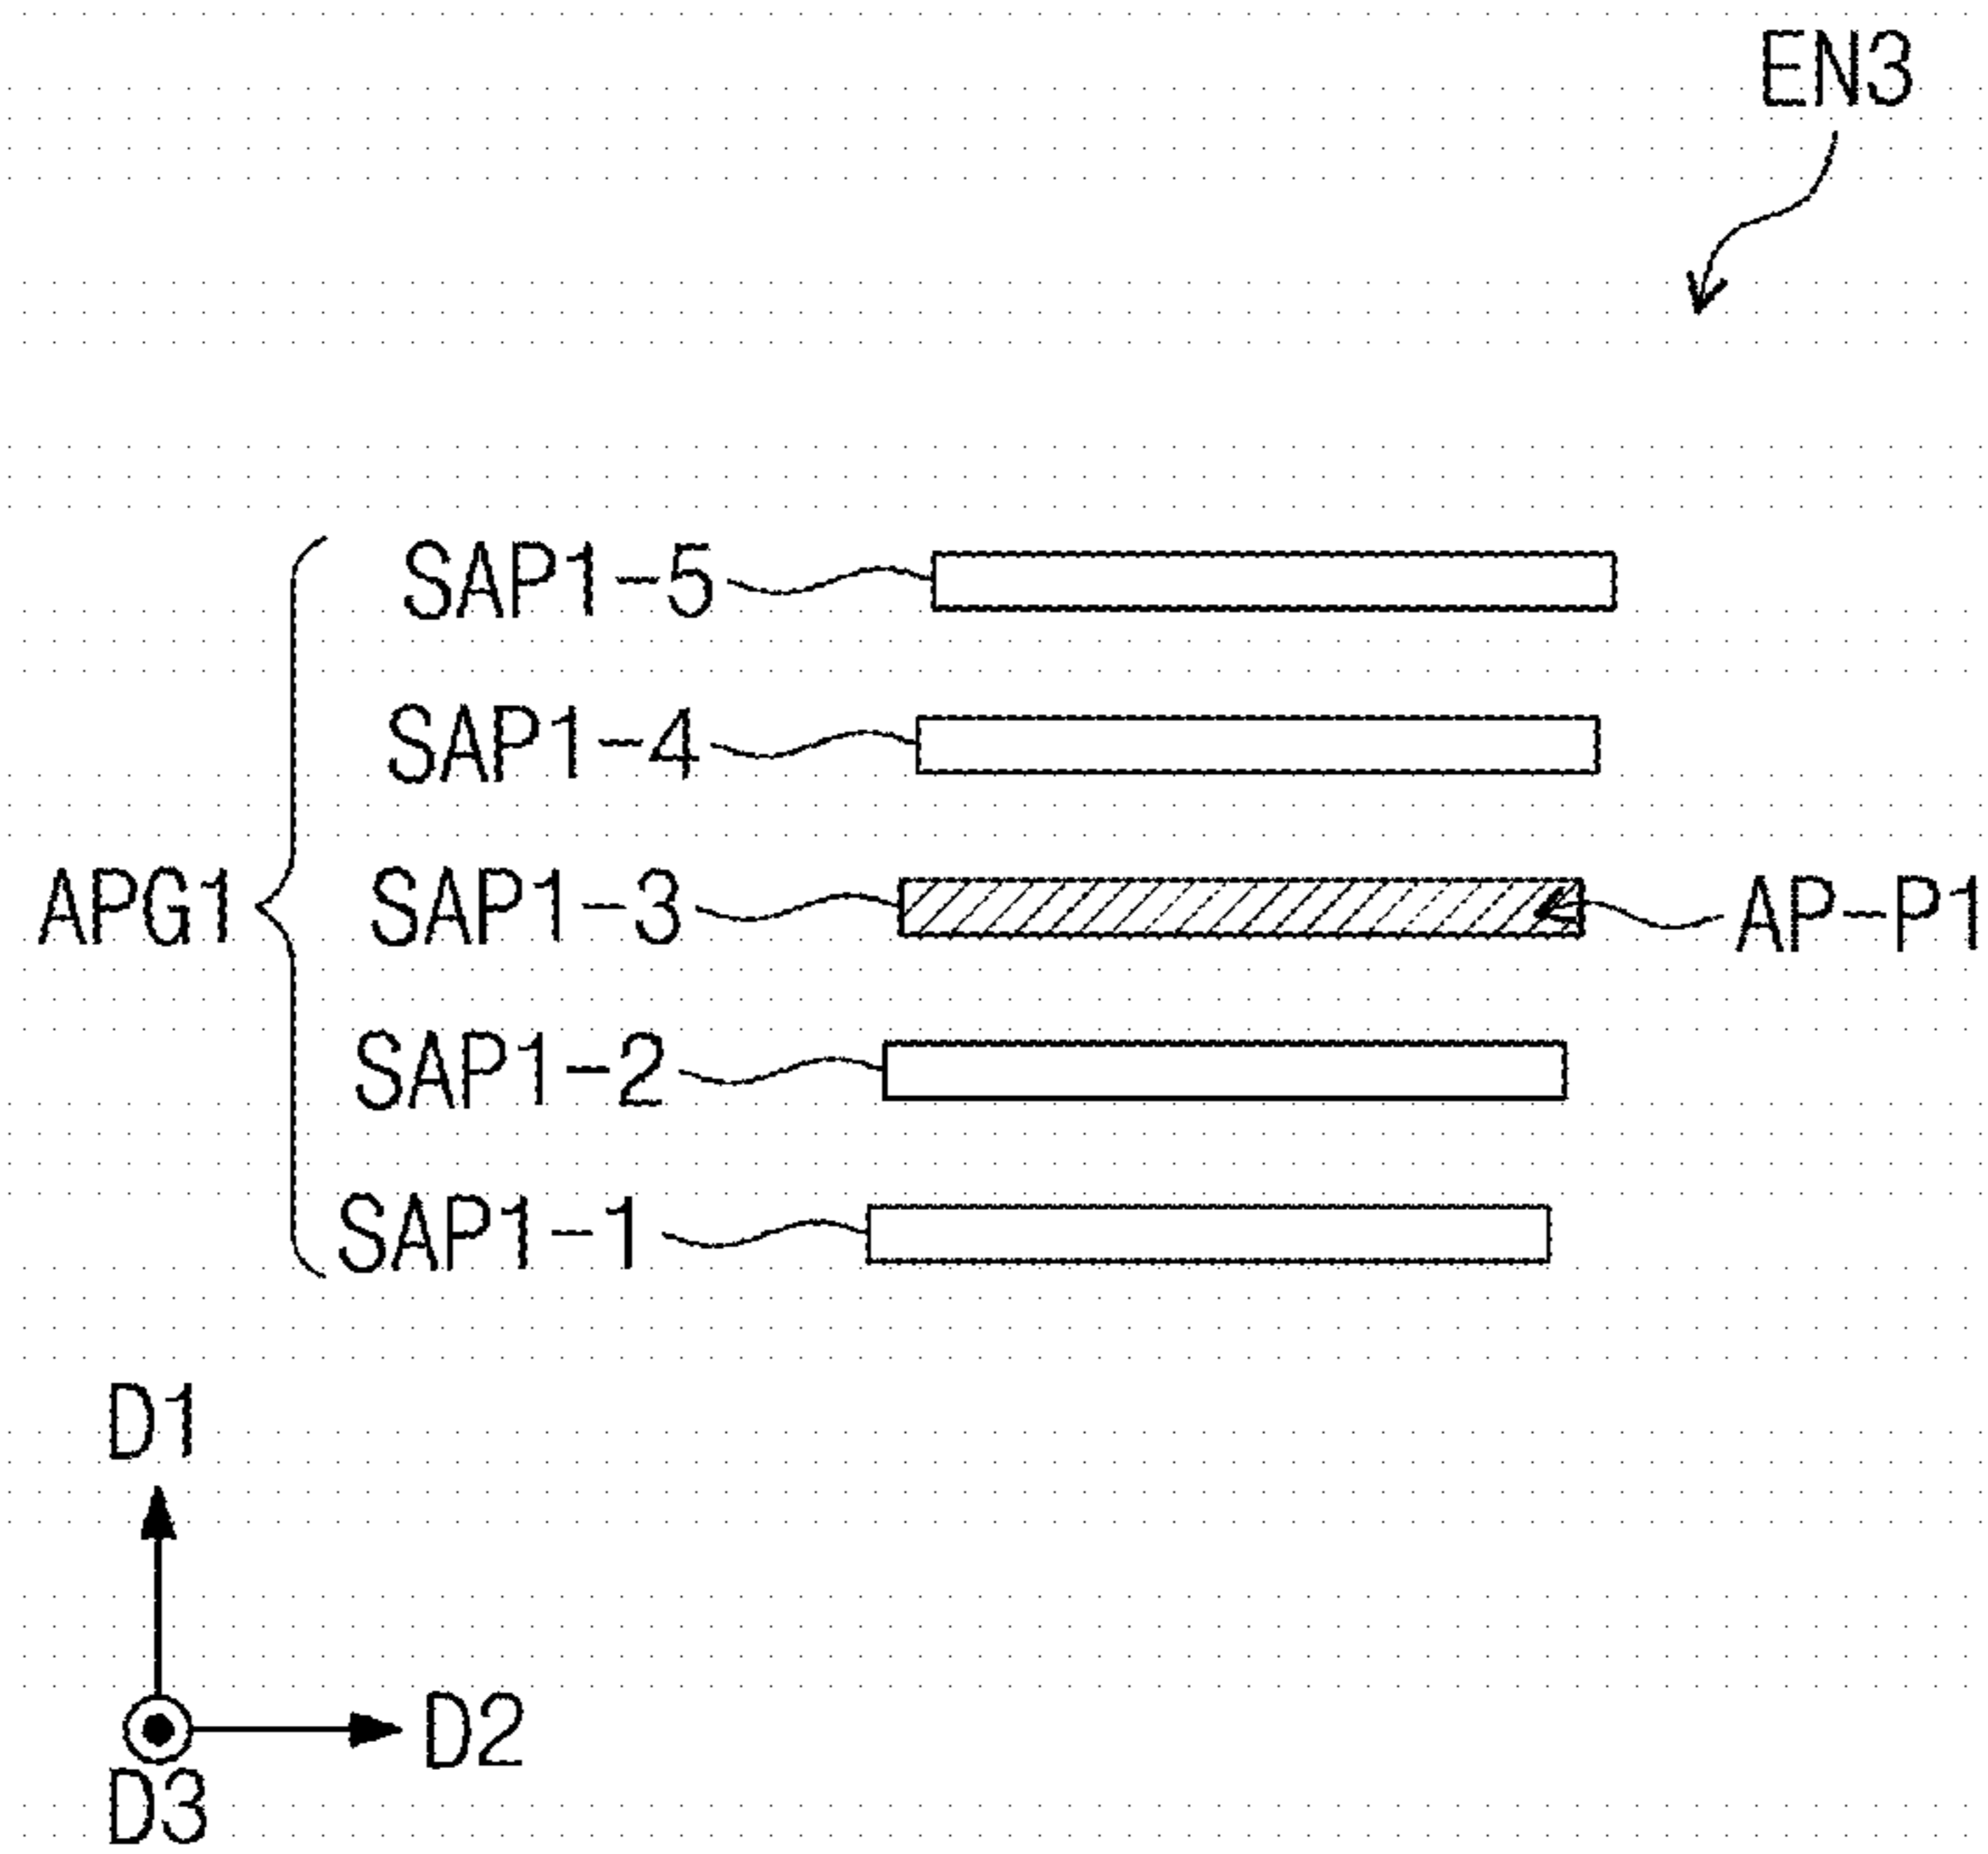 EN3
SAP1-5
SAP1-4
APG1 SAP1-3 AP-P1
SAP1-2
SAP1-1
D1
D2
D3